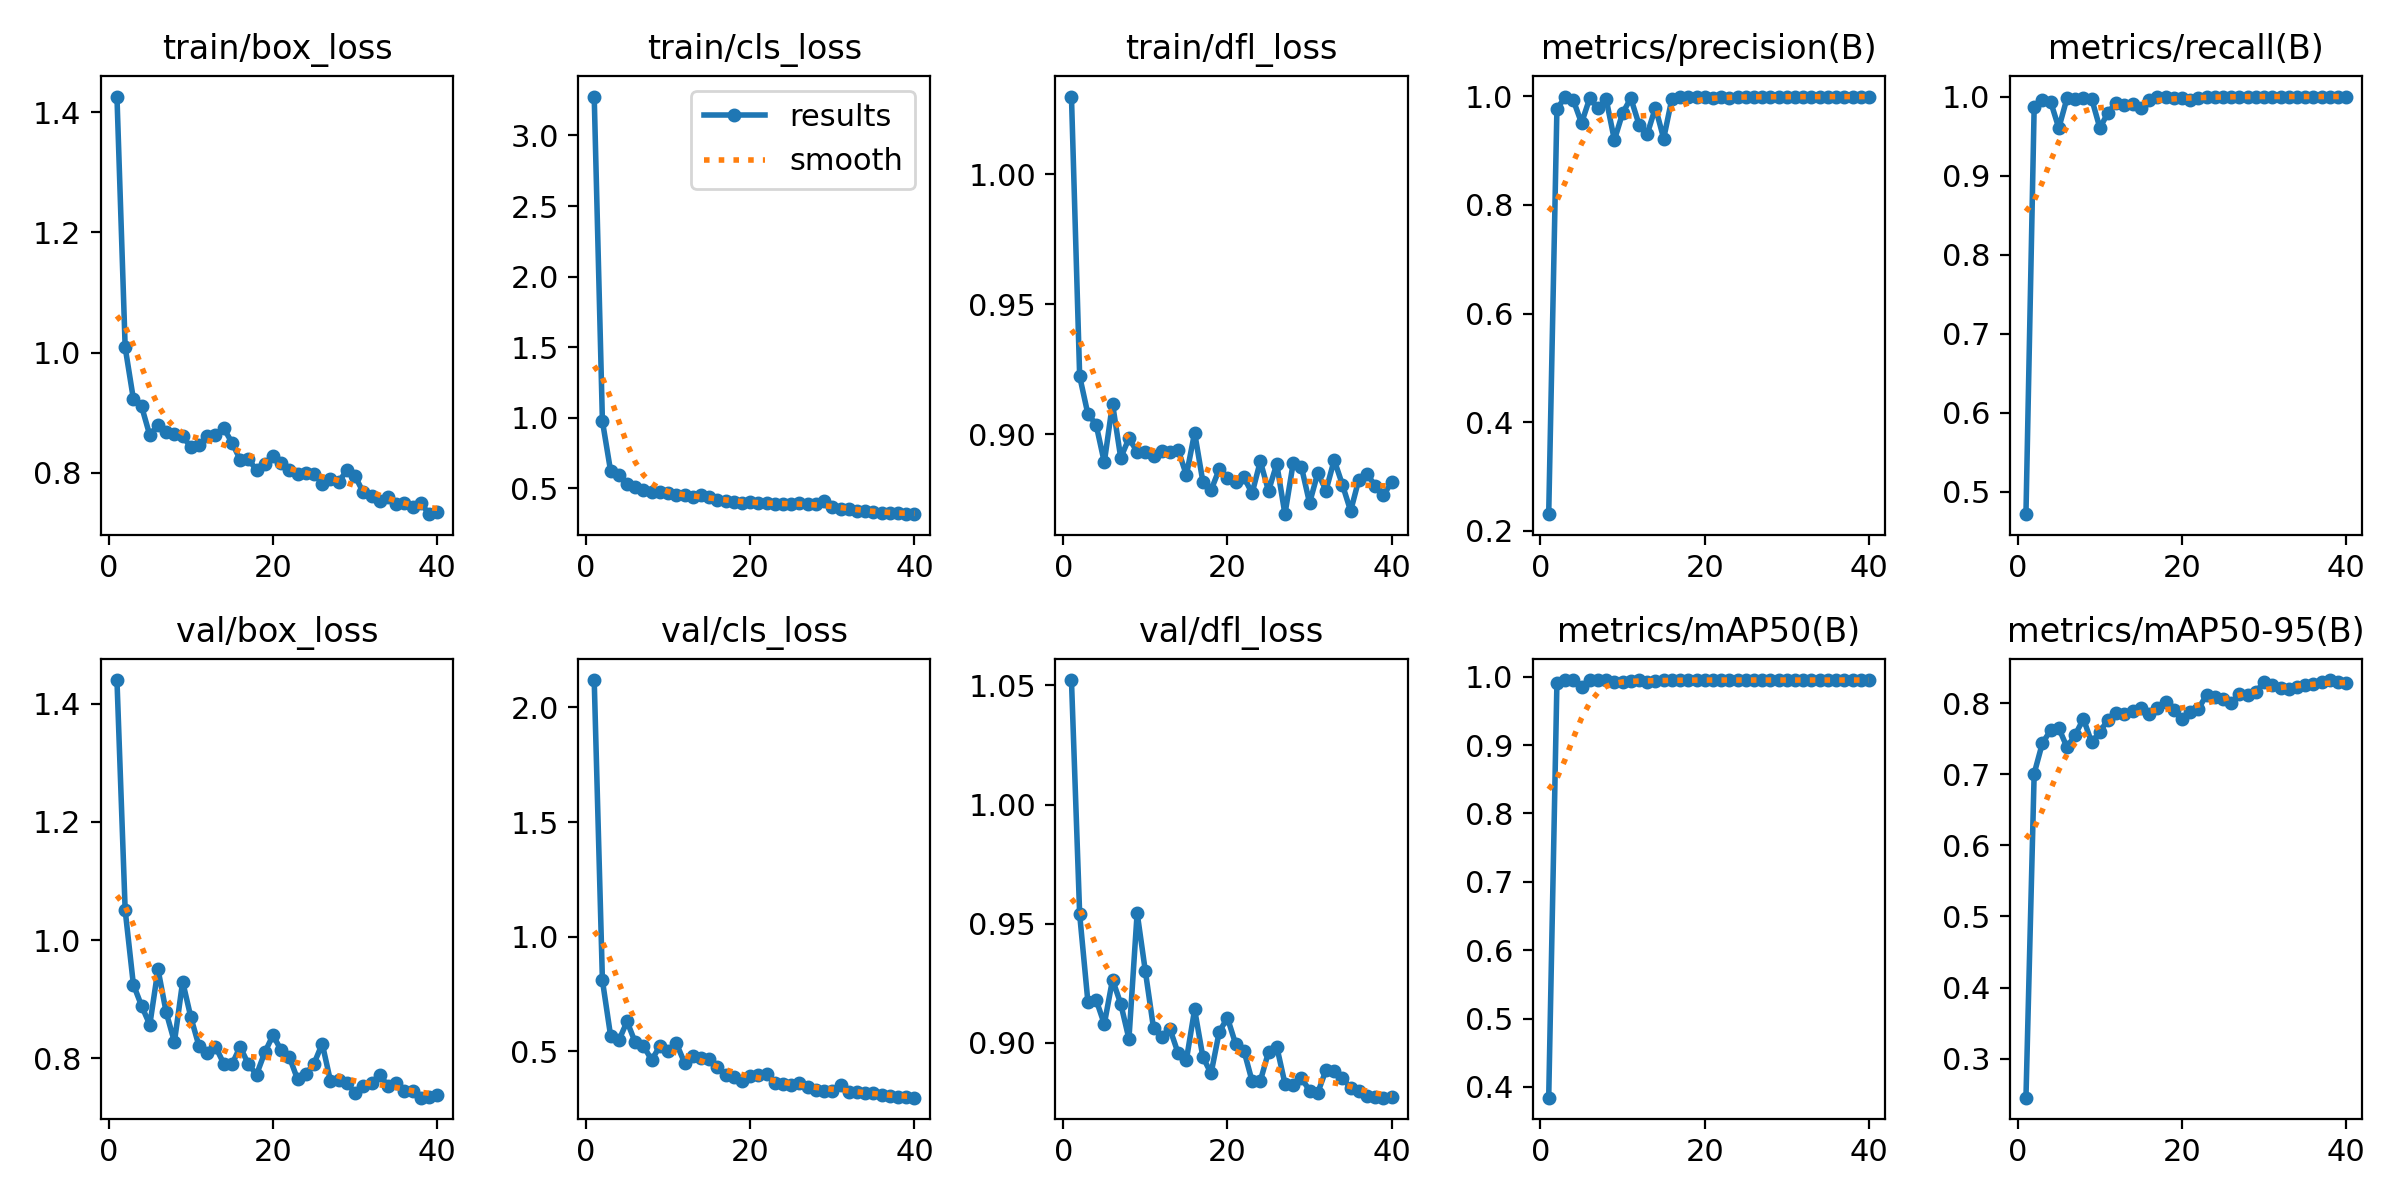 train/box_loss
1.4
1.2
1.0
0.8
0 20 40
train/cls_loss
results
smooth
3.0
2.5
2.0
1.5
1.0
0.5
0 20 40
train/dfl_loss
1.00
0.95
0.90
0 20 40
metrics/precision(B)
1.0
0.8
0.6
0.4
0.2
0 20 40
metrics/recall(B)
1.0
0.9
0.8
0.7
0.6
0.5
0 20 40
val/box_loss
1.4
1.2
1.0
0.8
0 20 40
val/cls_loss
2.0
1.5
1.0
0.5
0 20 40
val/dfl_loss
1.05
1.00
0.95
0.90
0 20 40
metrics/mAP50(B)
1.0
0.9
0.8
0.7
0.6
0.5
0.4
0 20 40
metrics/mAP50-95(B)
0.8
0.7
0.6
0.5
0.4
0.3
0 20 40